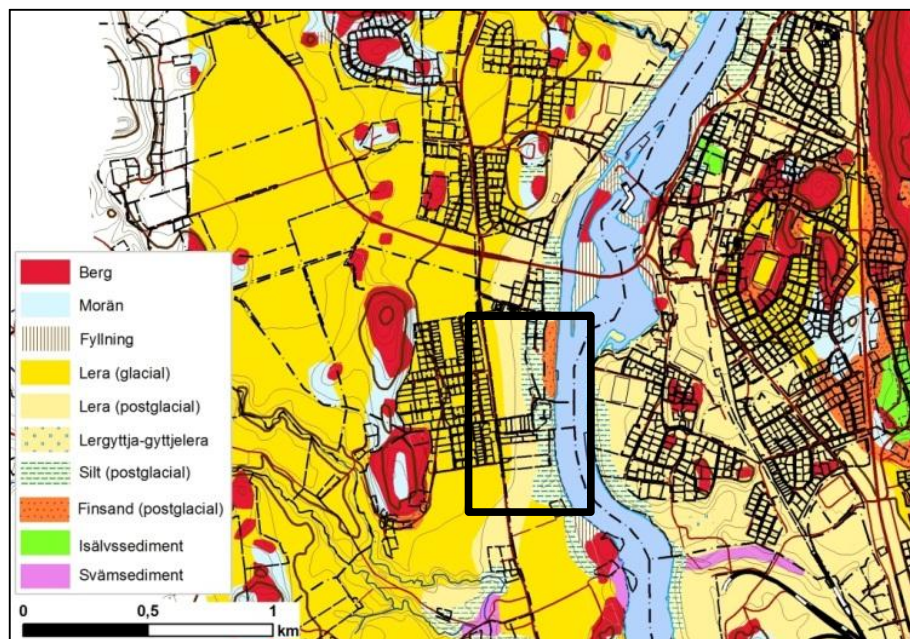 Berg
Morän
Fyllning
Lera (glacial)
Lera (postglacial)
Lergyttja-gyttjelera
Silt (postglacial)
Finsand (postglacial)
Isälvssediment
Svämsediment
0 0,5 1
km